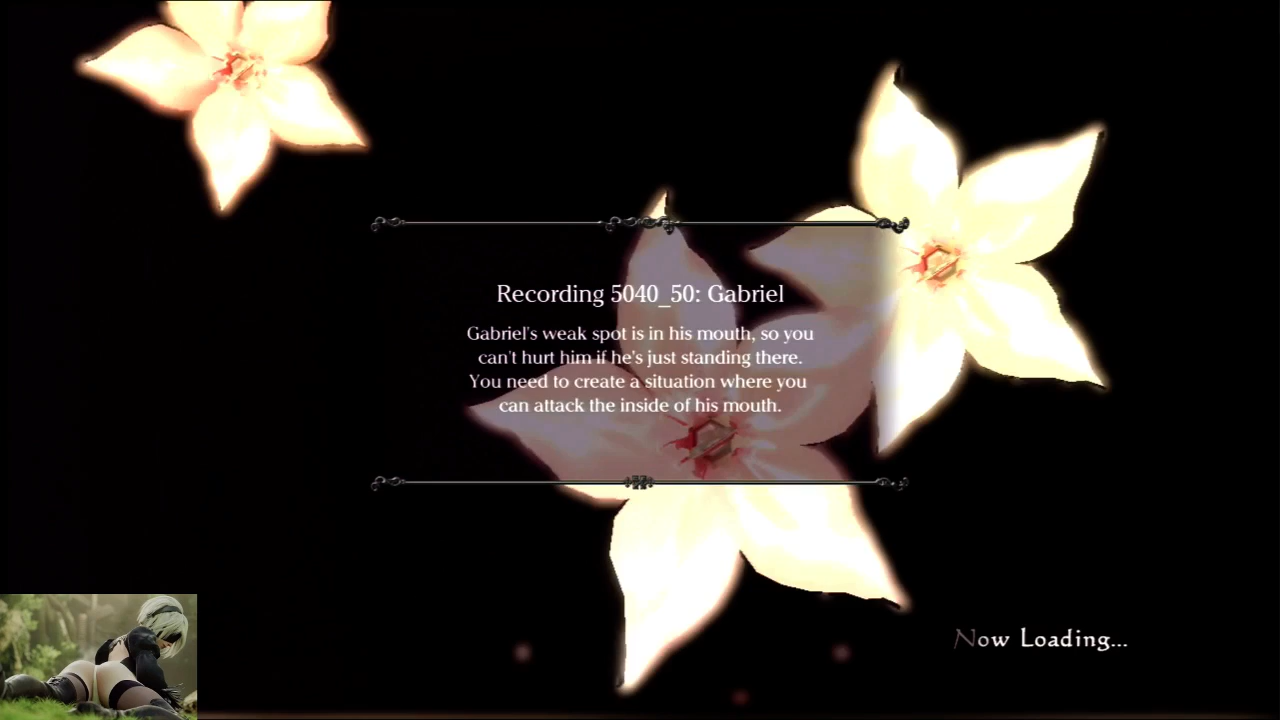 Recording 5040_50: Gabriel
Gabriel's weak spot is in his mouth, so you
can't hurt him if he's just standing there.
You need to create a situation where you
can attack the inside of his mouth.
Now Loading...